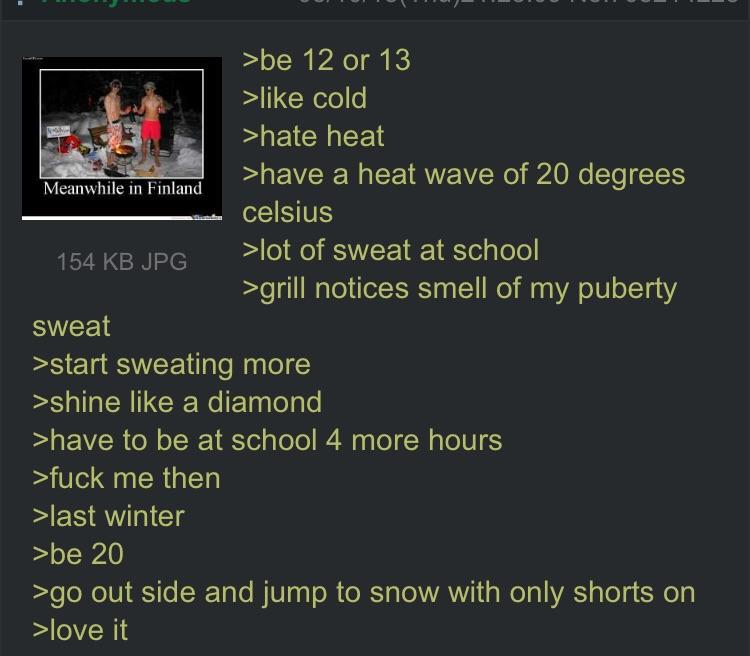 >be 12 or 13
>like cold
>hate heat
>have a heat wave of 20 degrees
celsius
>lot of sweat at school
>grill notices smell of my puberty
sweat
Meanwhile in Finland
154 KB JPG
>start sweating more
>shine like a diamond
>have to be at school 4 more hours
>fuck me then
>last winter
>be 20
>go out side and jump to snow with only shorts on
>love it